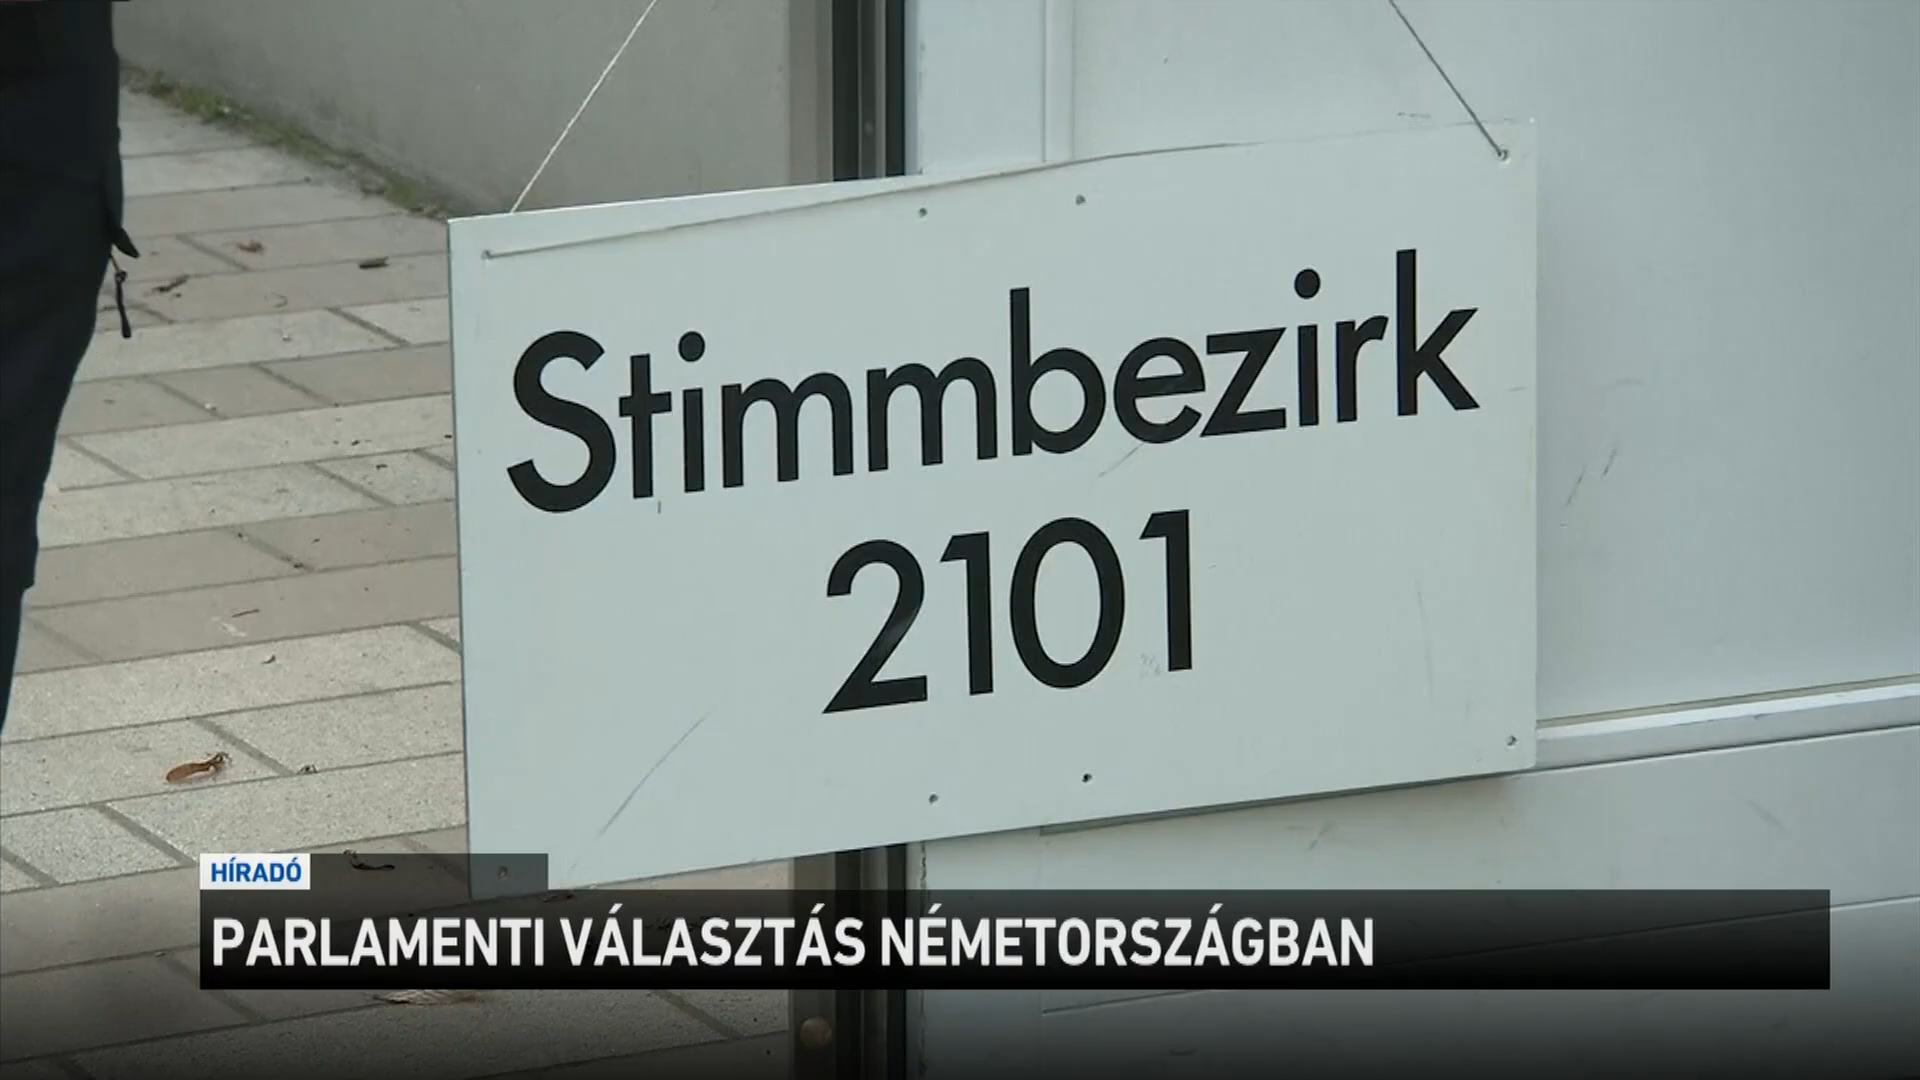 Stimmbezirk
2101
HÍRADÓ
PARLAMENTI VÁLASZTÁS NÉMETORSZÁGBAN